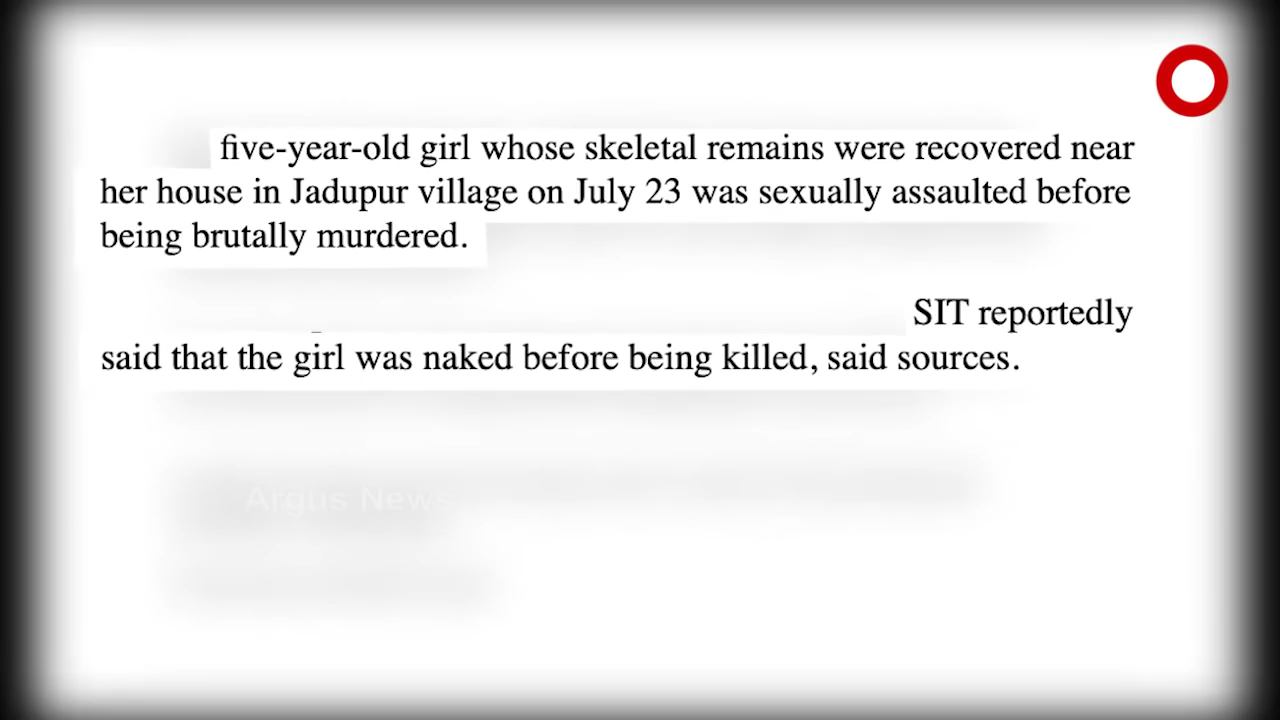 five-year-old girl whose skeletal remains were recovered near
her house in Jadupur village on July 23 was sexually assaulted before
being brutally murdered.
SIT reportedly
said that the girl was naked before being killed, said sources.
Argus News